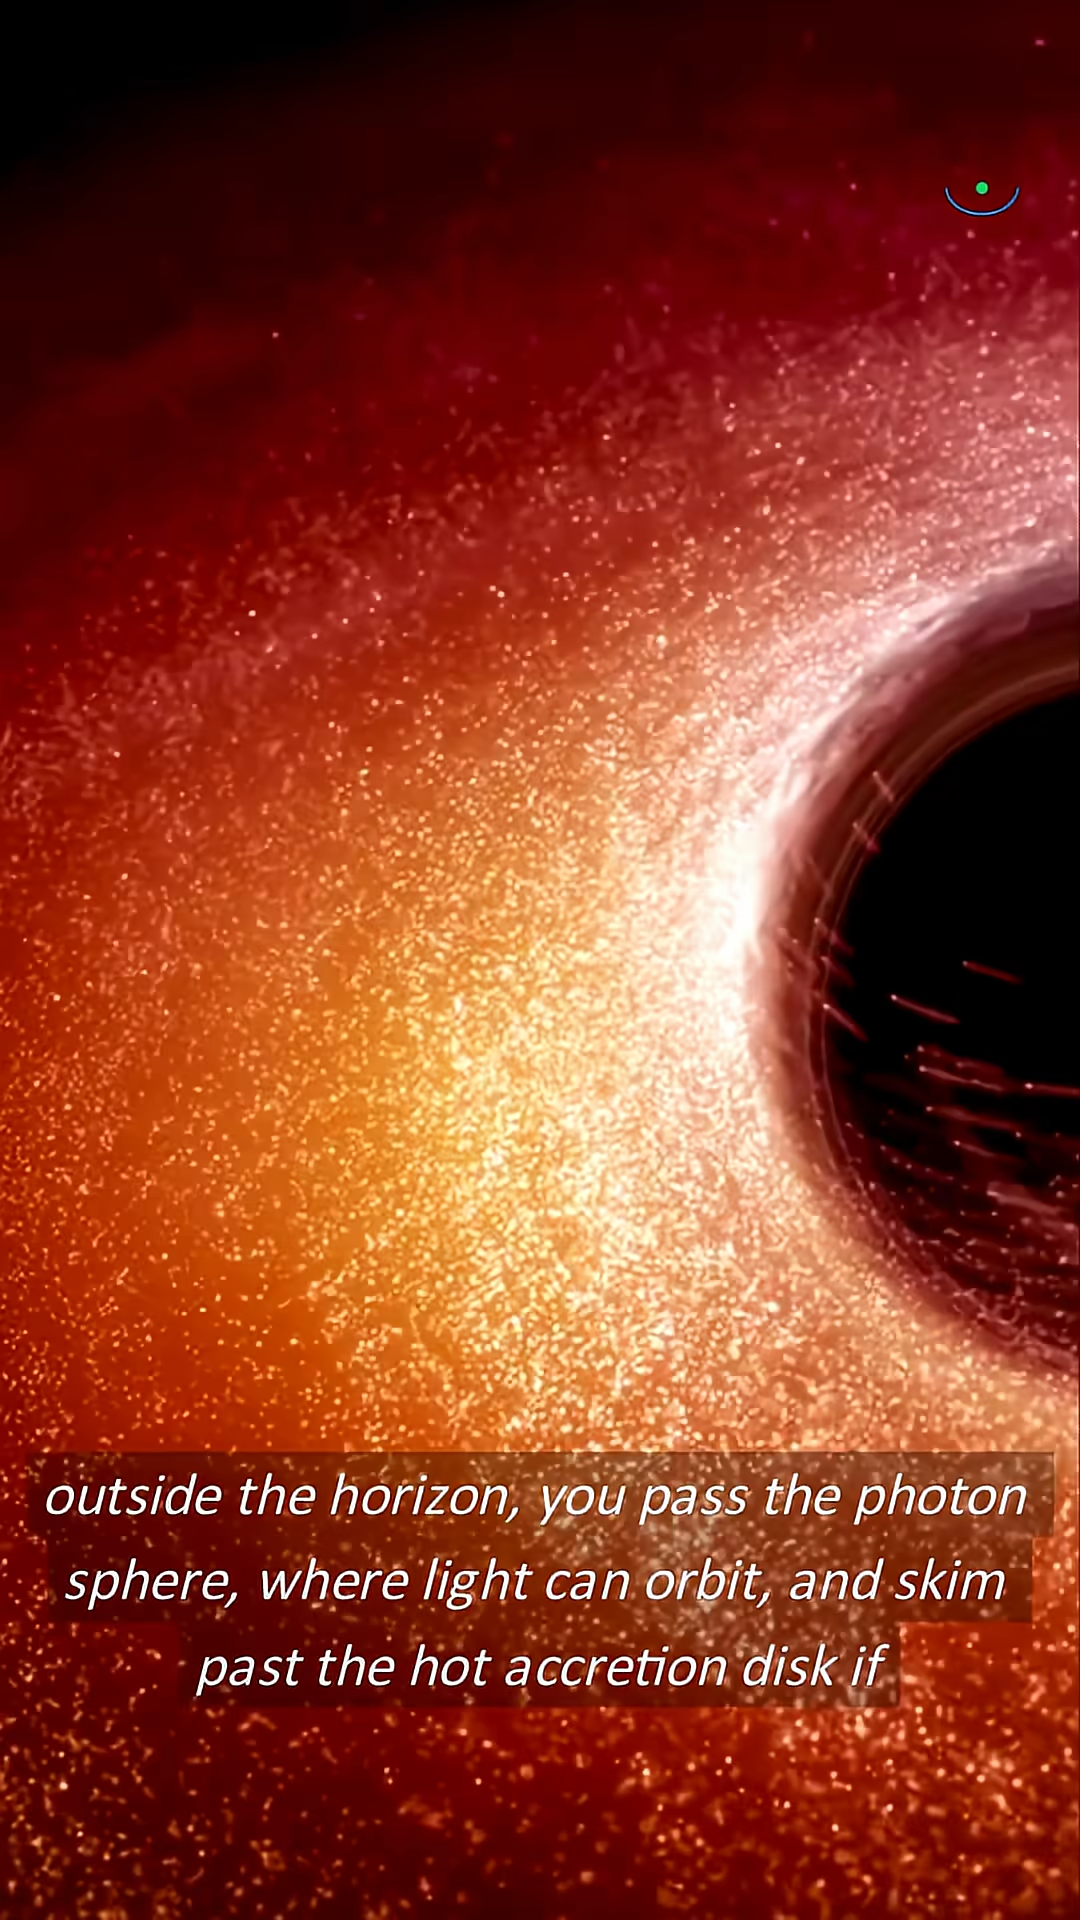 outside the horizon, you pass the photon
sphere, where light can orbit, and skim
past the hot accretion disk if